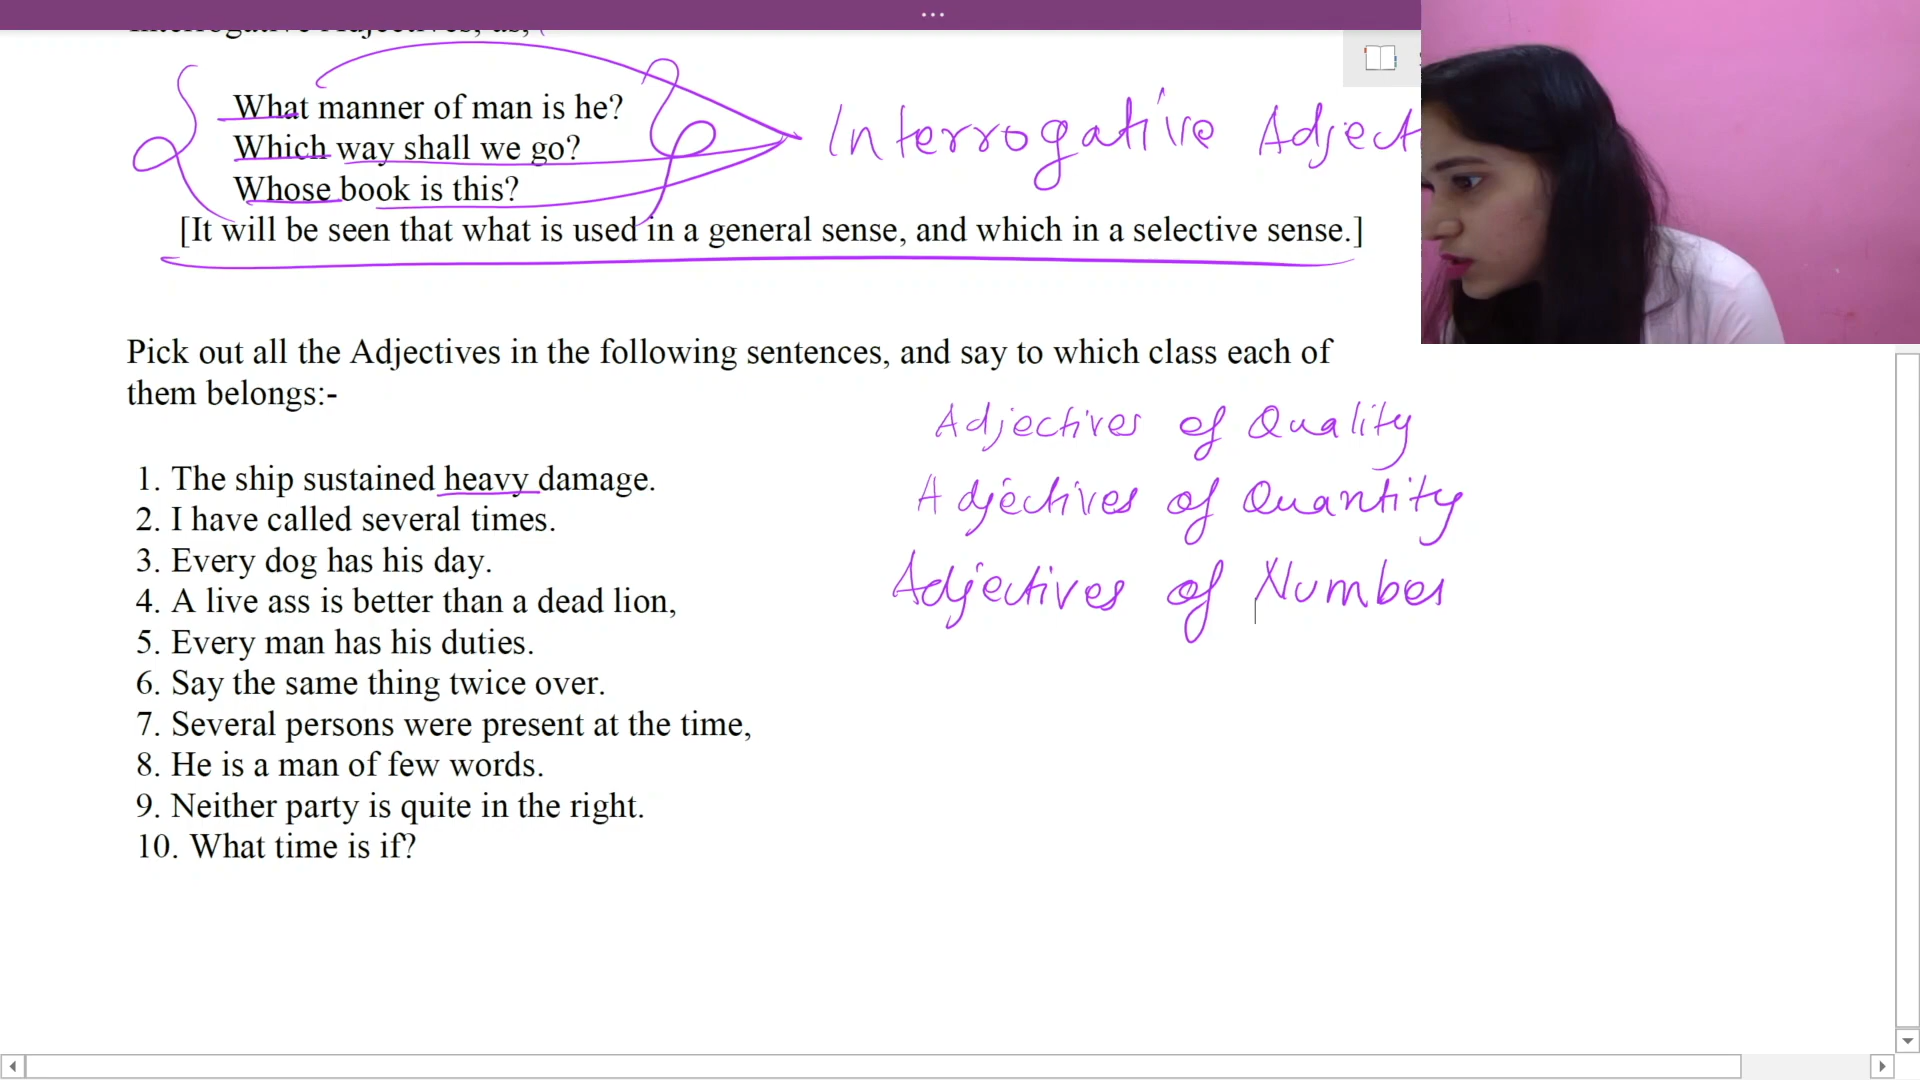 What manner of man is he?
Which way shall we go?
Whose book is this?
Interrogative Adject
[It will be seen that what is used in a general sense, and which in a selective sense.]
Pick out all the Adjectives in the following sentences, and say to which class each of
them belongs:-
1. The ship sustained heavy damage.
2. I have called several times.
3. Every dog has his day.
4. A live ass is better than a dead lion,
5. Every man has his duties.
6. Say the same thing twice over.
7. Several persons were present at the time,
8. He is a man of few words.
9. Neither party is quite in the right.
10. What time is if?
Adjectives of Quality
Adjectives of Quantity
Adjectives of Number